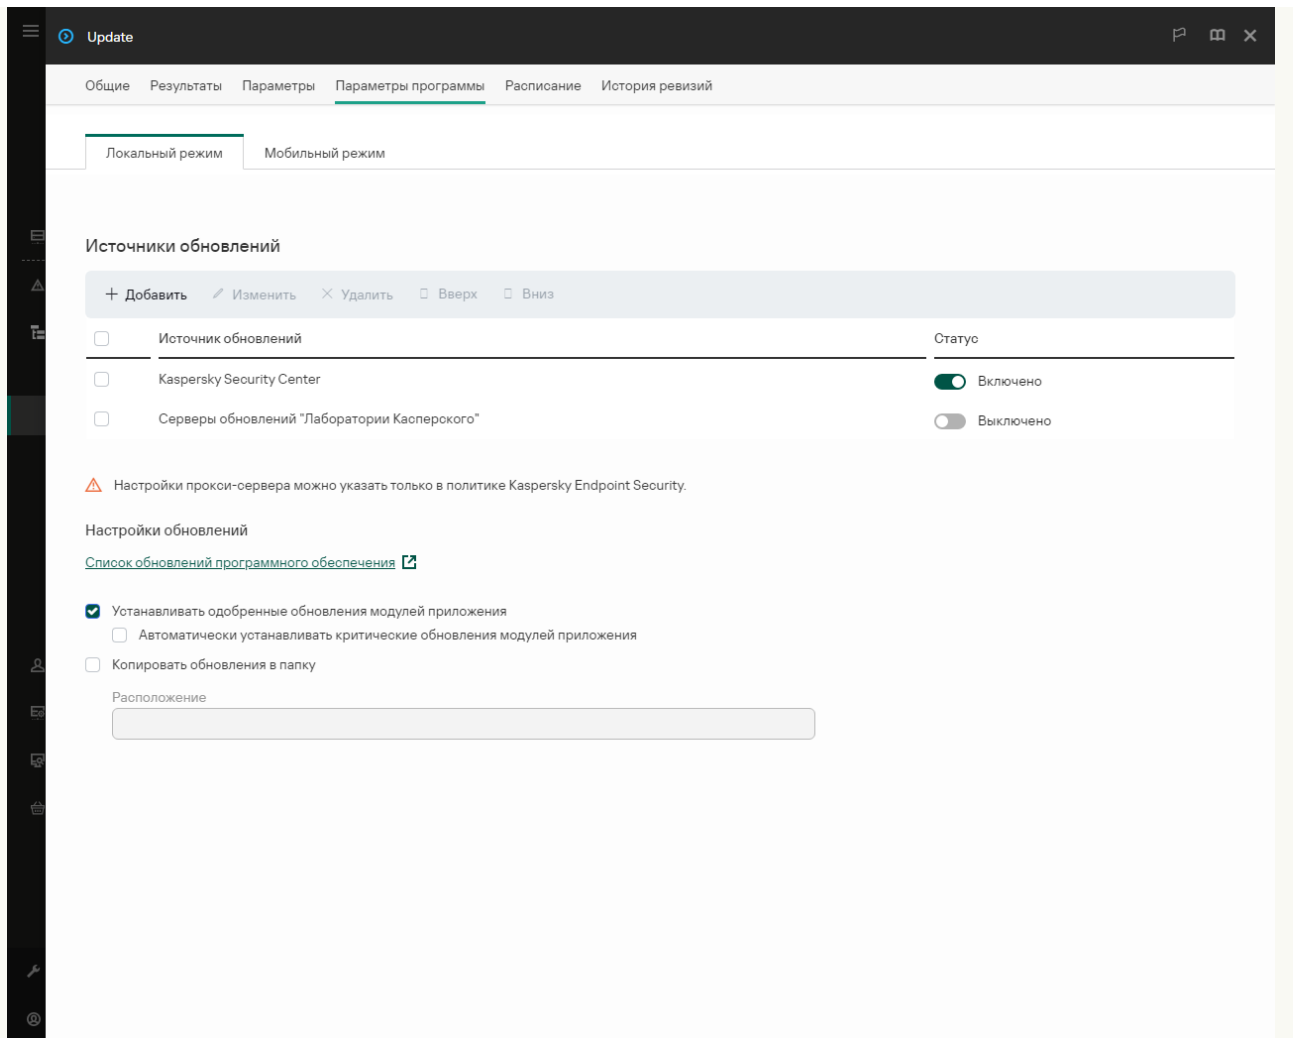 Update
Общие Результаты Параметры Параметры программы Расписание История ревизий
Локальный режим Мобильный режим
Источники обновлений
Добавить Изменить Удалить Вверх Вниз
Источник обновлений Статус
Kaspersky Security Center Включено
Серверы обновлений "Лаборатории Касперского" Выключено
Настройки прокси-сервера можно указать только в политике Kaspersky Endpoint Security.
Настройки обновлений
Список обновлений программного обеспечения
Устанавливать одобренные обновления модулей приложения
Автоматически устанавливать критические обновления модулей приложения
Копировать обновления в папку
Расположение